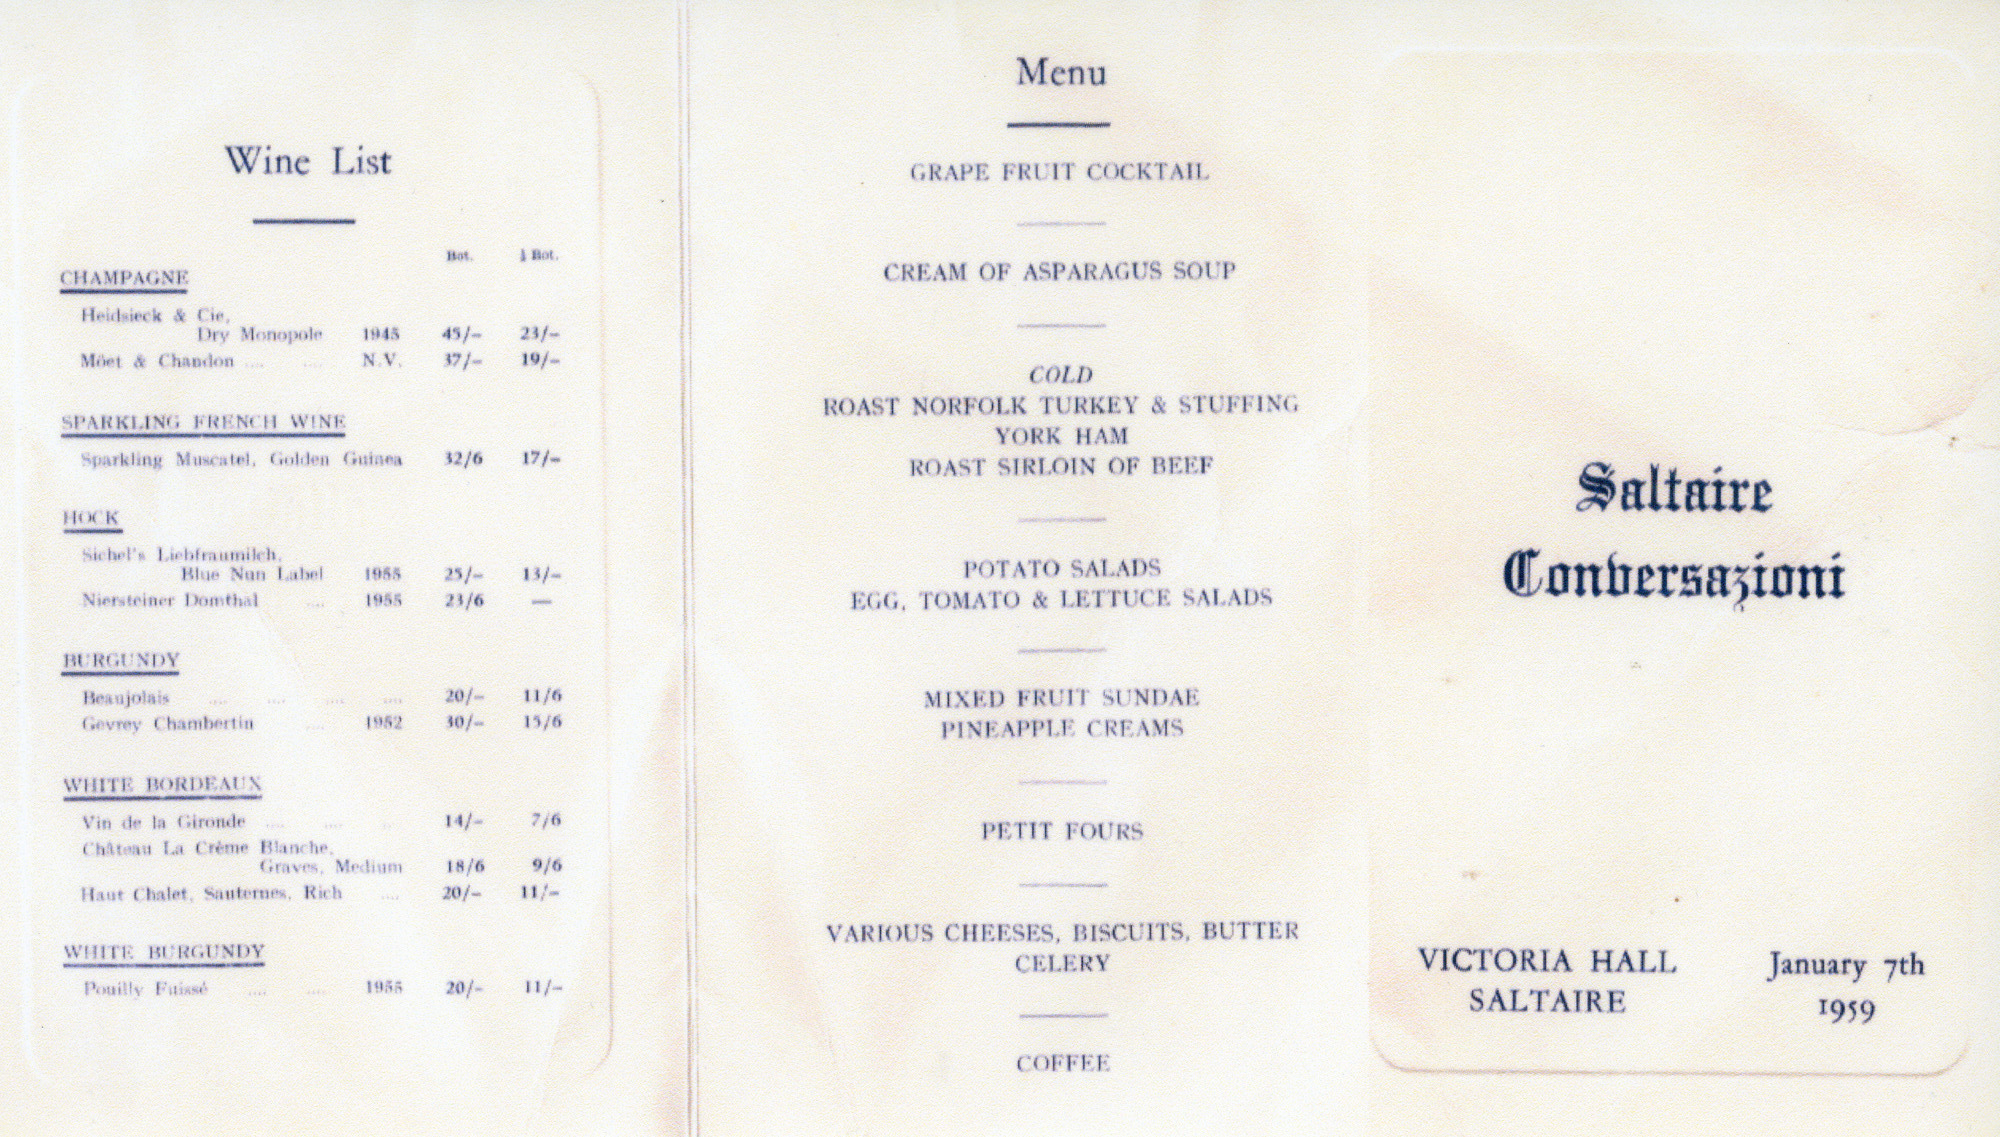 Wine List
Bot. ½ Bot.
CHAMPAGNE
Heidsieck & Cie,
Dry Monopole 1945 45/- 23/-
Möet & Chandon .... .... N.V. 37/- 19/-
SPARKLING FRENCH WINE
Sparkling Muscatel, Golden Guinea 32/6 17/-
HOCK
Sichel's Liebfraumilch,
Blue Nun Label 1955 25/- 13/-
Niersteiner Domthal .... 1955 23/6 —
BURGUNDY
Beaujolais .... .... .... .... 20/- 11/6
Gevrey Chambertin .... 1952 30/- 15/6
WHITE BORDEAUX
Vin de la Gironde .... .... .. 14/- 7/6
Château La Crème Blanche,
Graves, Medium 18/6 9/6
Haut Chalet, Sauternes, Rich .... 20/- 11/-
WHITE BURGUNDY
Pouilly Fuissé .... .... 1955 20/- 11/-
Menu
GRAPE FRUIT COCKTAIL
CREAM OF ASPARAGUS SOUP
COLD
ROAST NORFOLK TURKEY & STUFFING
YORK HAM
ROAST SIRLOIN OF BEEF
POTATO SALADS
EGG, TOMATO & LETTUCE SALADS
MIXED FRUIT SUNDAE
PINEAPPLE CREAMS
PETIT FOURS
VARIOUS CHEESES, BISCUITS, BUTTER
CELERY
COFFEE
Saltaire
Conversazioni
VICTORIA HALL January 7th
SALTAIRE 1959